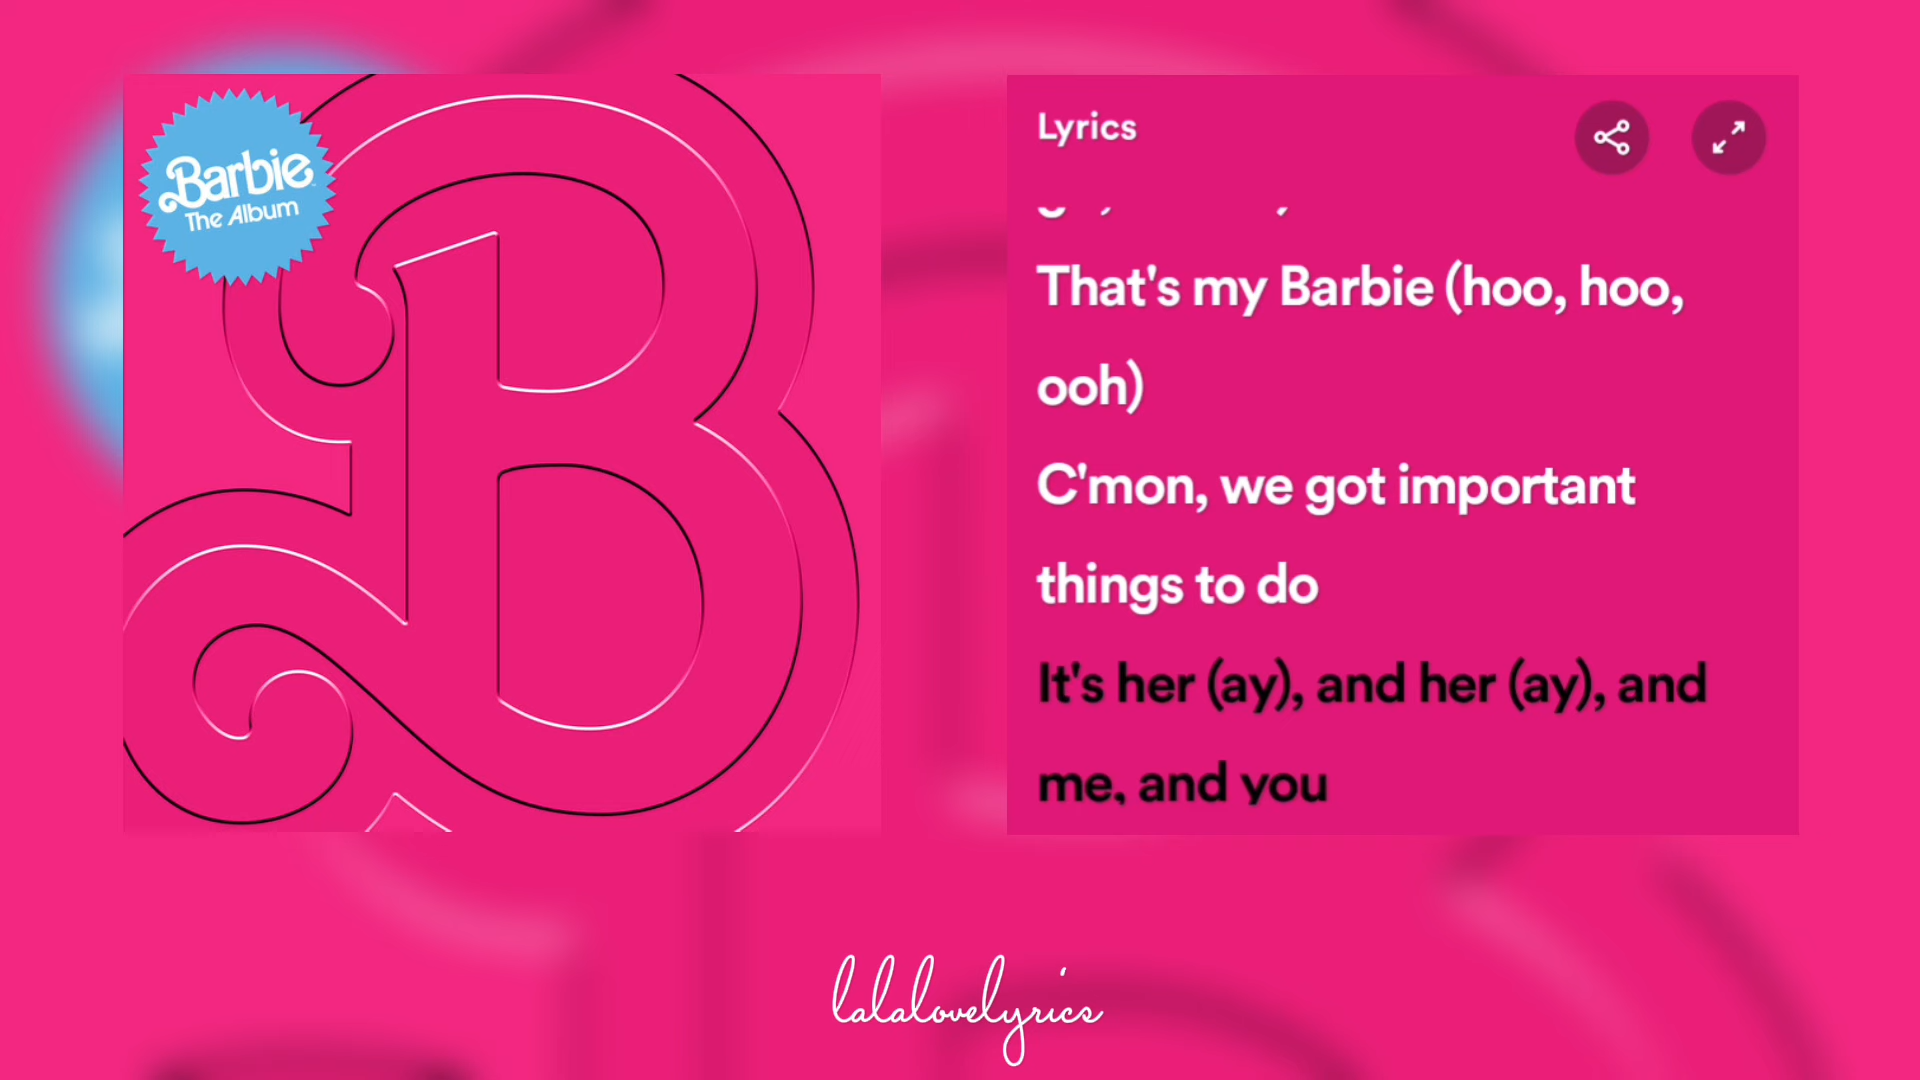 Barbie
The Album
Lyrics
That's my Barbie (hoo, hoo,
ooh)
C'mon, we got important
things to do
It's her (ay), and her (ay), and
me, and you
lalalovelyrics